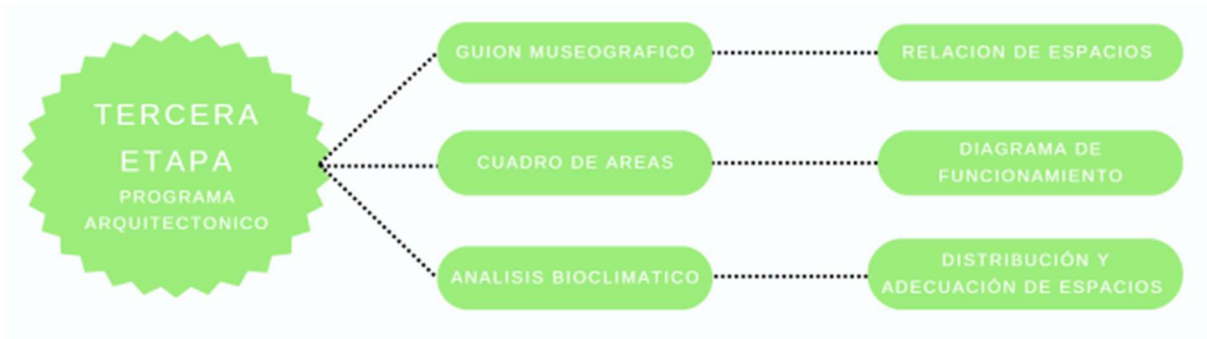 TERCERA
ETAPA
PROGRAMA
ARQUITECTONICO
GUION MUSEOGRAFICO
RELACION DE ESPACIOS
CUADRO DE AREAS
DIAGRAMA DE
FUNCIONAMIENTO
ANALISIS BIOCLIMATICO
DISTRIBUCIÓN Y
ADECUACIÓN DE ESPACIOS